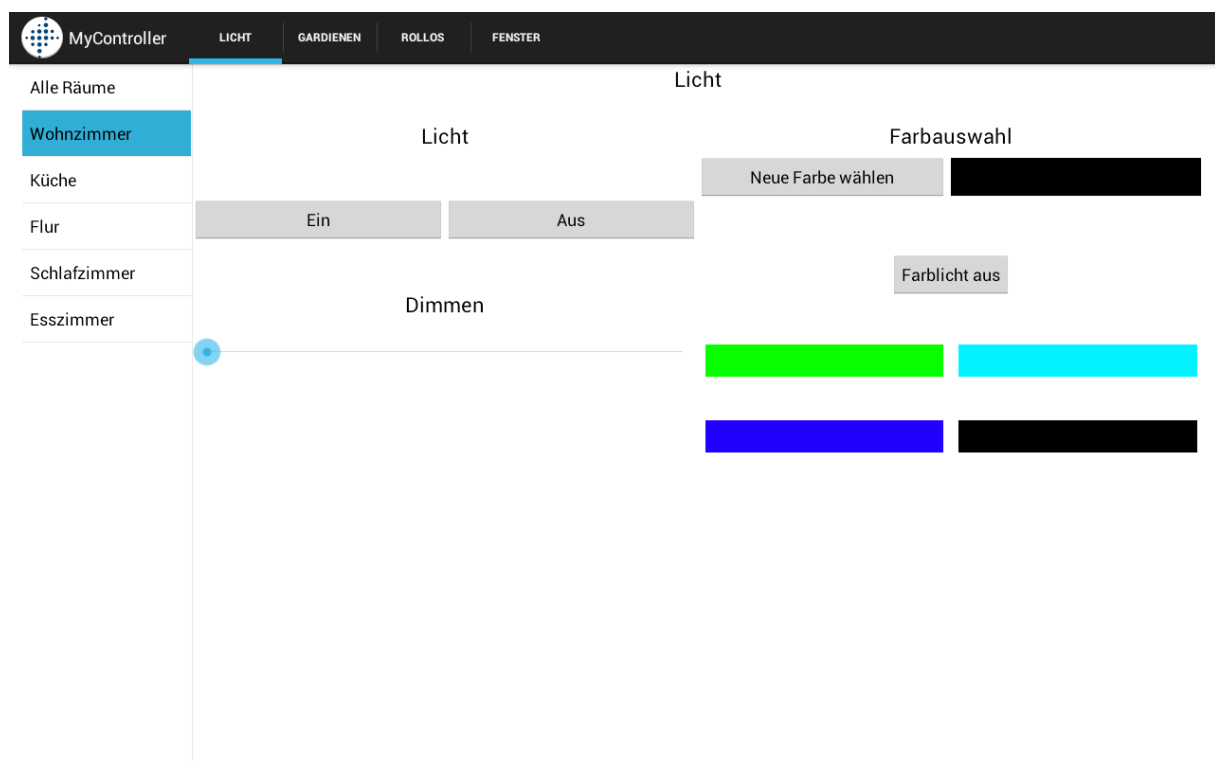 MyController LICHT GARDIENEN ROLLOS FENSTER
Alle Räume
Wohnzimmer
Küche
Flur
Schlafzimmer
Esszimmer
Licht
Licht
Ein Aus
Dimmen
Farbauswahl
Neue Farbe wählen
Farblicht aus